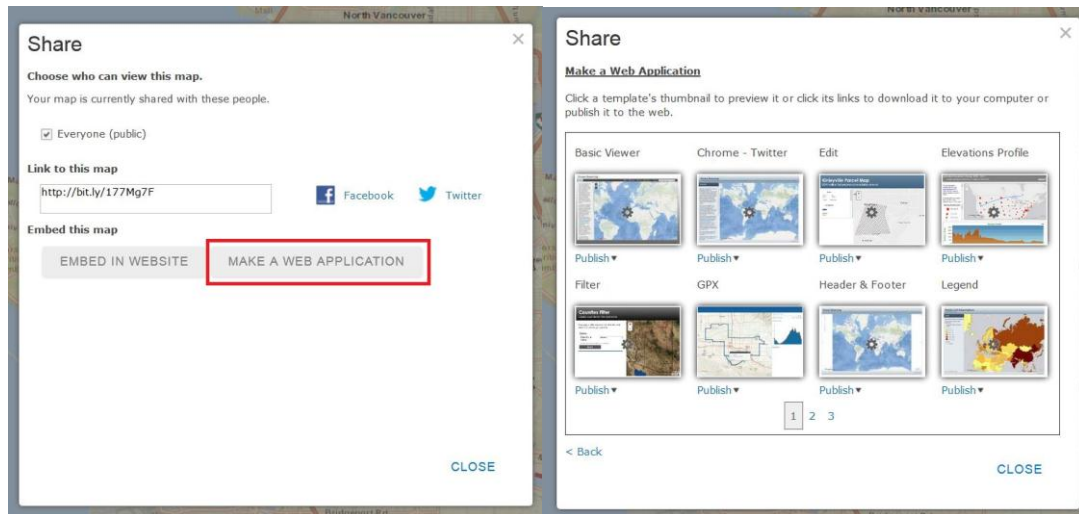 North Vancouver
Share
×
Choose who can view this map.
Your map is currently shared with these people.
Everyone (public)
Link to this map
http://bit.ly/177Mg7F
Facebook
Twitter
Embed this map
EMBED IN WEBSITE
MAKE A WEB APPLICATION
CLOSE
North Vancouver
Share
×
Make a Web Application
Click a template's thumbnail to preview it or click its links to download it to your computer or
publish it to the web.
Basic Viewer
Chrome - Twitter
Edit
Elevations Profile
Publish▼
Publish▼
Publish▼
Publish▼
Filter
GPX
Header & Footer
Legend
Publish▼
Publish▼
Publish▼
Publish▼
1 2 3
< Back
CLOSE